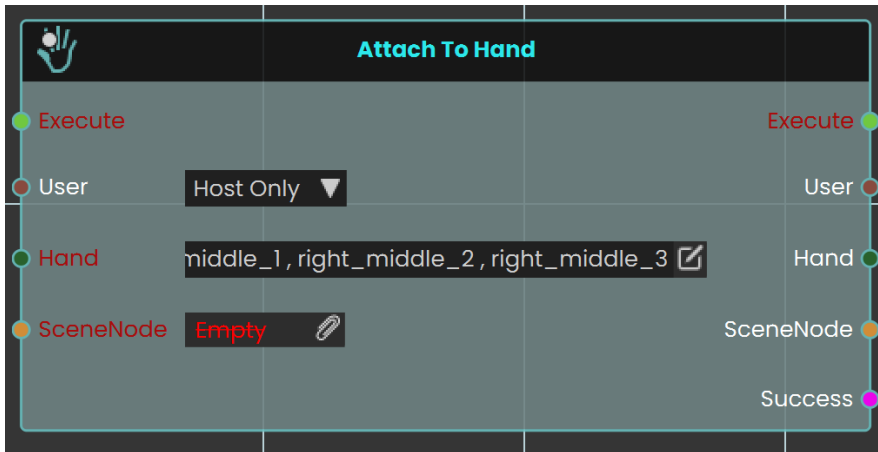 Attach To Hand
Execute Execute
User Host Only User
Hand middle_1 , right_middle_2 , right_middle_3 Hand
SceneNode Empty SceneNode
Success